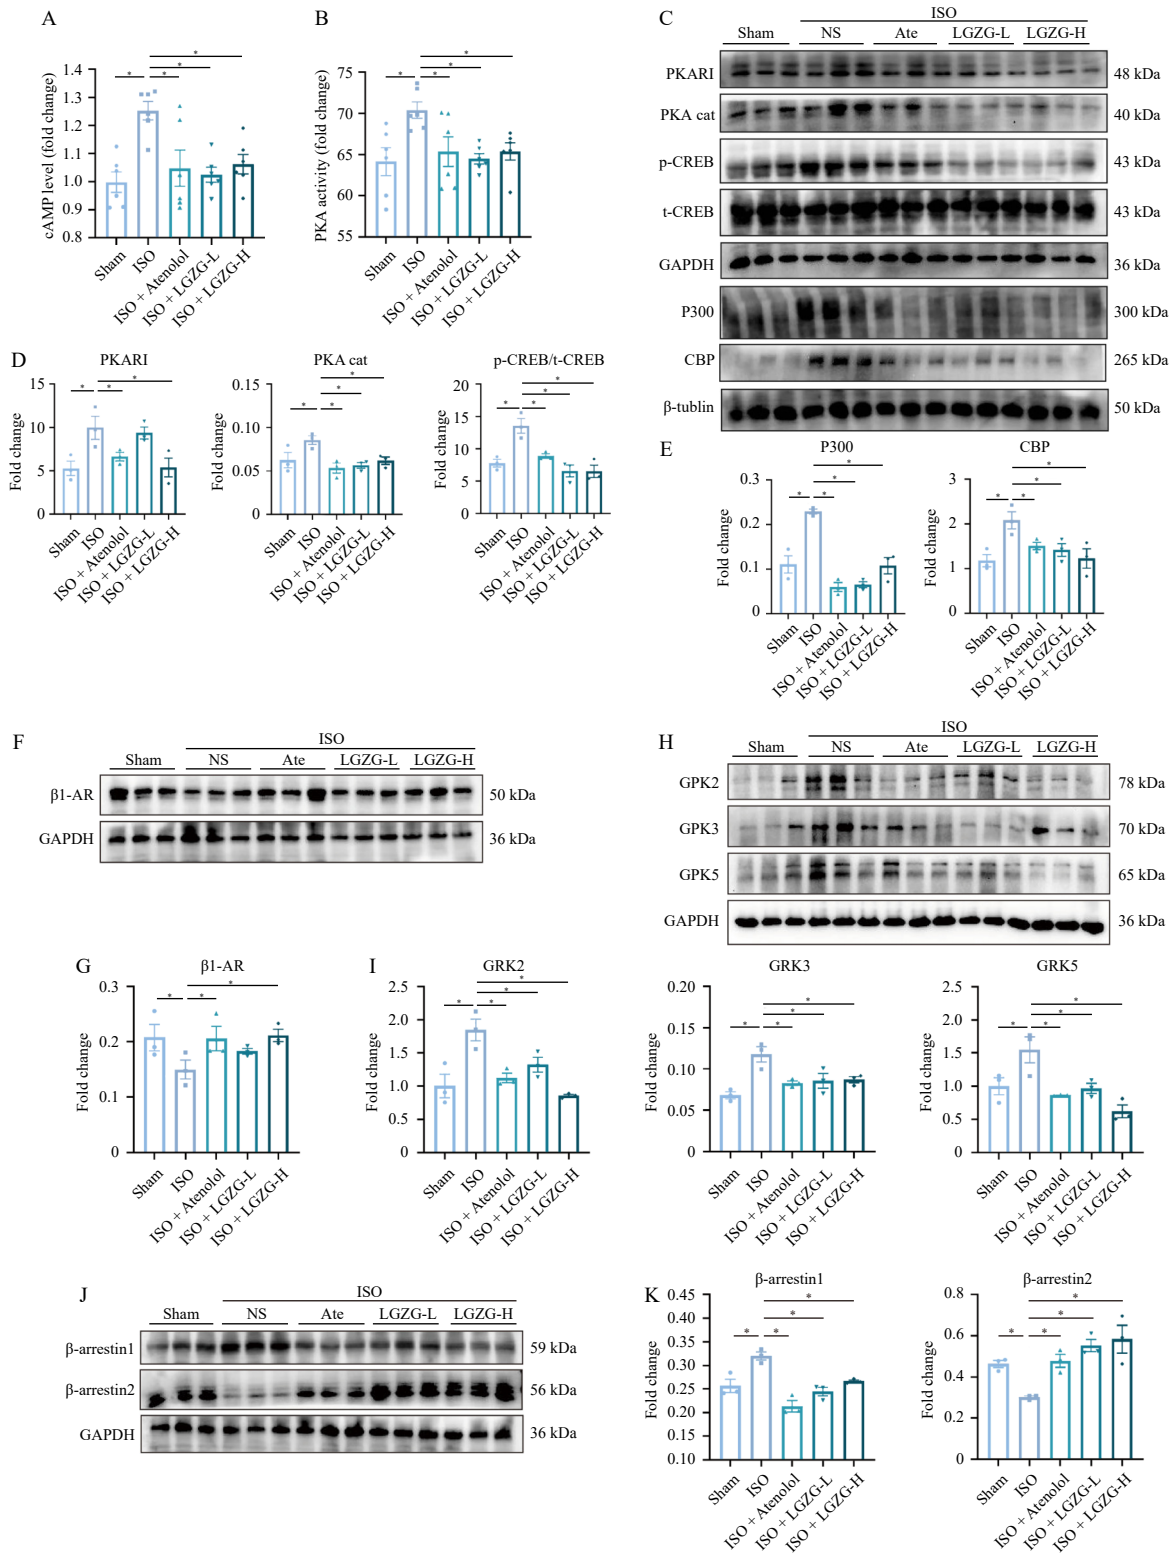 A
cAMP level (fold change)
1.4
1.3
1.2
1.1
1.0
0.9
0.8
*
*
*
*
Sham
ISO
ISO + Atenolol
ISO + LGZG-L
ISO + LGZG-H
B
PKA activity (fold change)
75
70
65
60
55
*
*
*
*
Sham
ISO
ISO + Atenolol
ISO + LGZG-L
ISO + LGZG-H
C
ISO
Sham NS Ate LGZG-L LGZG-H
PKARI 48 kDa
PKA cat 40 kDa
p-CREB 43 kDa
t-CREB 43 kDa
GAPDH 36 kDa
P300 300 kDa
CBP 265 kDa
β-tublin 50 kDa
D
PKARI
Fold change
15
10
5
0
*
*
*
Sham
ISO
ISO + Atenolol
ISO + LGZG-L
ISO + LGZG-H
PKA cat
Fold change
0.15
0.10
0.05
0
*
*
*
*
Sham
ISO
ISO + Atenolol
ISO + LGZG-L
ISO + LGZG-H
p-CREB/t-CREB
Fold change
20
15
10
5
0
*
*
*
*
Sham
ISO
ISO + Atenolol
ISO + LGZG-L
ISO + LGZG-H
E
P300
Fold change
0.3
0.2
0.1
0
*
*
*
*
Sham
ISO
ISO + Atenolol
ISO + LGZG-L
ISO + LGZG-H
CBP
Fold change
3
2
1
0
*
*
*
*
Sham
ISO
ISO + Atenolol
ISO + LGZG-L
ISO + LGZG-H
F
ISO
Sham NS Ate LGZG-L LGZG-H
β1-AR 50 kDa
GAPDH 36 kDa
G
β1-AR
Fold change
0.3
0.2
0.1
0
*
*
*
Sham
ISO
ISO + Atenolol
ISO + LGZG-L
ISO + LGZG-H
H
ISO
Sham NS Ate LGZG-L LGZG-H
GPK2 78 kDa
GPK3 70 kDa
GPK5 65 kDa
GAPDH 36 kDa
I
GRK2
Fold change
2.5
2.0
1.5
1.0
0.5
0
*
*
*
*
Sham
ISO
ISO + Atenolol
ISO + LGZG-L
ISO + LGZG-H
GRK3
Fold change
0.20
0.15
0.10
0.05
0
*
*
*
*
Sham
ISO
ISO + Atenolol
ISO + LGZG-L
ISO + LGZG-H
GRK5
Fold change
2.5
2.0
1.5
1.0
0.5
0
*
*
*
*
Sham
ISO
ISO + Atenolol
ISO + LGZG-L
ISO + LGZG-H
J
ISO
Sham NS Ate LGZG-L LGZG-H
β-arrestin1 59 kDa
β-arrestin2 56 kDa
GAPDH 36 kDa
K
β-arrestin1
Fold change
0.45
0.40
0.35
0.30
0.25
0.20
0.15
0.10
*
*
*
*
Sham
ISO
ISO + Atenolol
ISO + LGZG-L
ISO + LGZG-H
β-arrestin2
Fold change
0.8
0.6
0.4
0.2
0
*
*
*
*
Sham
ISO
ISO + Atenolol
ISO + LGZG-L
ISO + LGZG-H